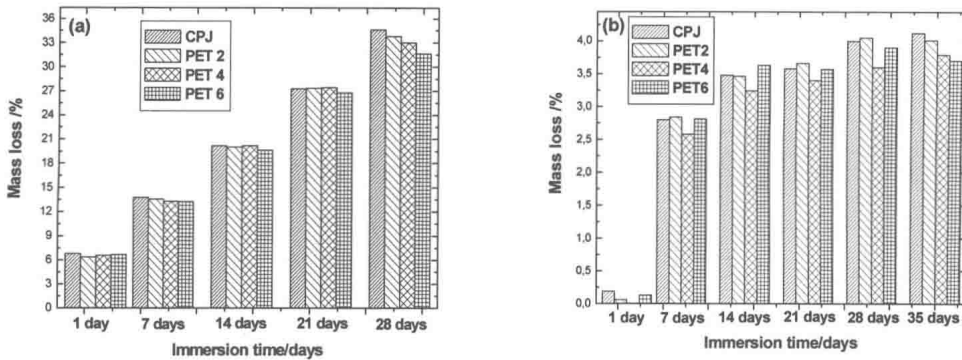 (a)
CPJ
PET 2
PET 4
PET 6
Mass loss /%
36
33
30
27
24
21
18
15
12
9
6
3
0
1 day 7 days 14 days 21 days 28 days
Immersion time/days
(b)
CPJ
PET2
PET4
PET6
Mass loss /%
4,0
3,5
3,0
2,5
2,0
1,5
1,0
0,5
0,0
1 day 7 days 14 days 21 days 28 days 35 days
Immersion time/days